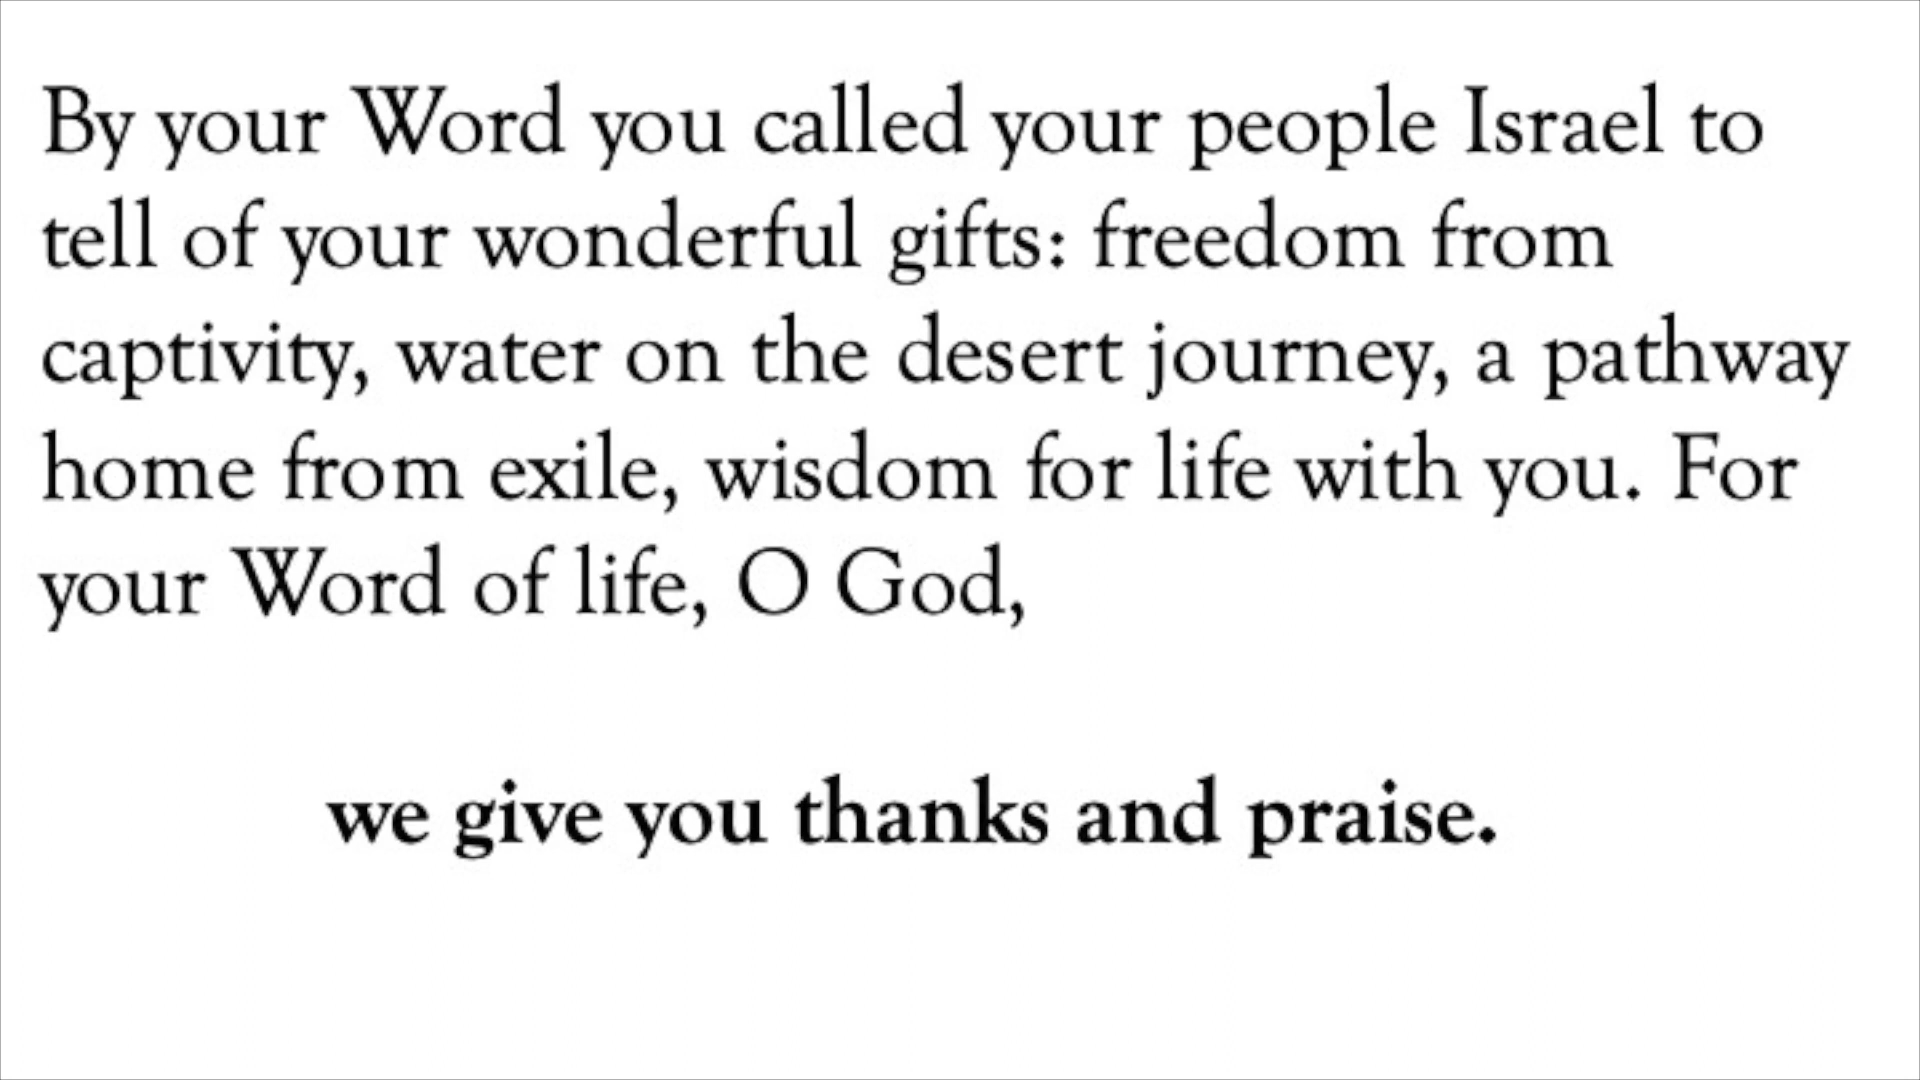 By your Word you called your people Israel to
tell of your wonderful gifts: freedom from
captivity, water on the desert journey, a pathway
home from exile, wisdom for life with you. For
your Word of life, O God,
we give you thanks and praise.